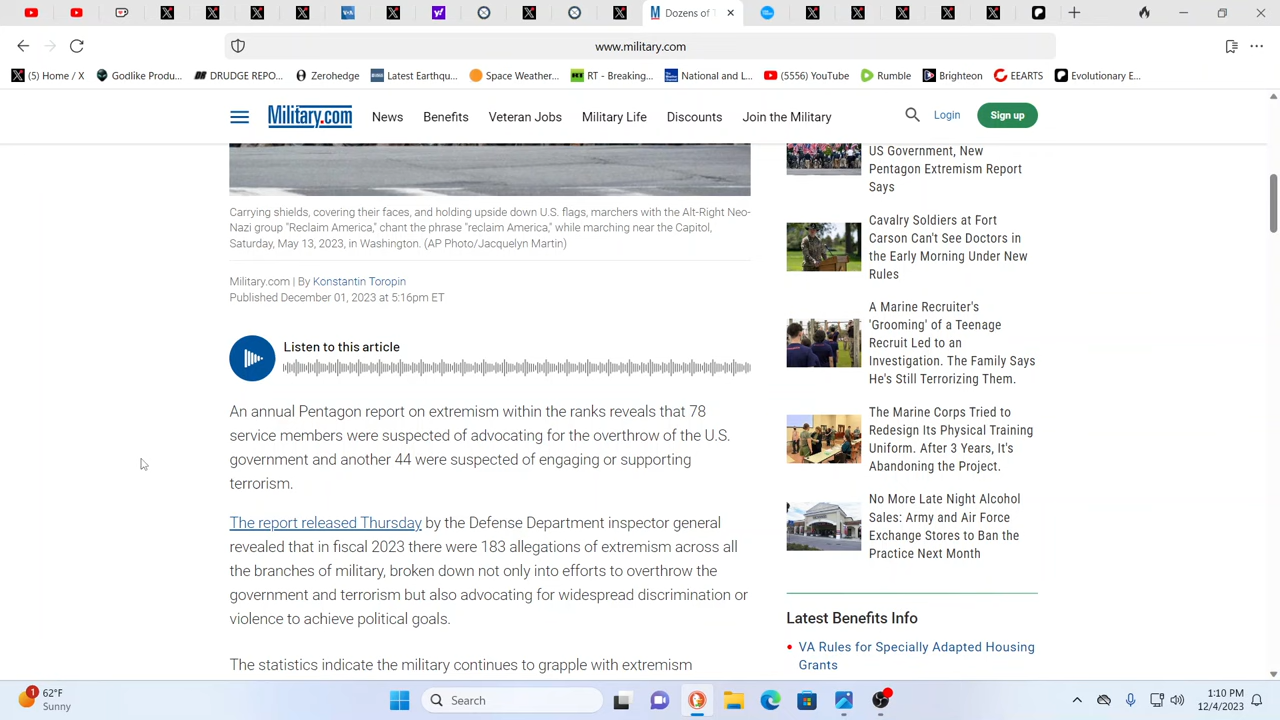 Dozens of T
www.military.com
(5) Home / X
Godlike Produ...
DRUDGE REPO...
Zerohedge
Latest Earthqu...
Space Weather...
RT - Breaking...
National and L...
(5556) YouTube
Rumble
Brighteon
EEARTS
Evolutionary E...
Military.com
News
Benefits
Veteran Jobs
Military Life
Discounts
Join the Military
Login
Sign up
Carrying shields, covering their faces, and holding upside down U.S. flags, marchers with the Alt-Right Neo-
Nazi group "Reclaim America," chant the phrase "reclaim America," while marching near the Capitol,
Saturday, May 13, 2023, in Washington. (AP Photo/Jacquelyn Martin)
Military.com | By Konstantin Toropin
Published December 01, 2023 at 5:16pm ET
Listen to this article
An annual Pentagon report on extremism within the ranks reveals that 78
service members were suspected of advocating for the overthrow of the U.S.
government and another 44 were suspected of engaging or supporting
terrorism.
The report released Thursday by the Defense Department inspector general
revealed that in fiscal 2023 there were 183 allegations of extremism across all
the branches of military, broken down not only into efforts to overthrow the
government and terrorism but also advocating for widespread discrimination or
violence to achieve political goals.
The statistics indicate the military continues to grapple with extremism
US Government, New
Pentagon Extremism Report
Says
Cavalry Soldiers at Fort
Carson Can't See Doctors in
the Early Morning Under New
Rules
A Marine Recruiter's
'Grooming' of a Teenage
Recruit Led to an
Investigation. The Family Says
He's Still Terrorizing Them.
The Marine Corps Tried to
Redesign Its Physical Training
Uniform. After 3 Years, It's
Abandoning the Project.
No More Late Night Alcohol
Sales: Army and Air Force
Exchange Stores to Ban the
Practice Next Month
Latest Benefits Info
VA Rules for Specially Adapted Housing
Grants
1
62°F
Sunny
Search
1:10 PM
12/4/2023